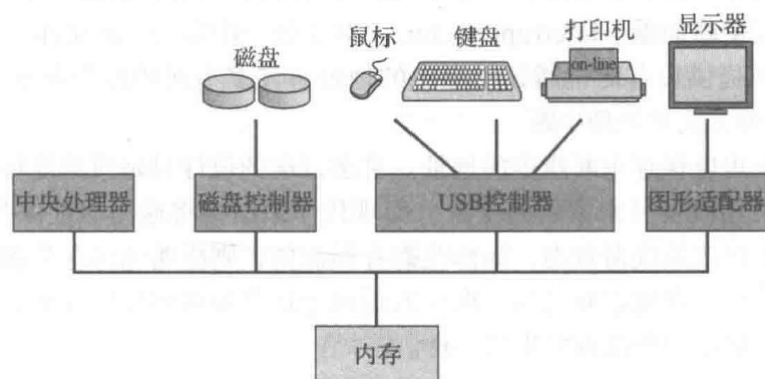 磁盘
鼠标
键盘
打印机
显示器
on-line
中央处理器
磁盘控制器
USB控制器
图形适配器
内存